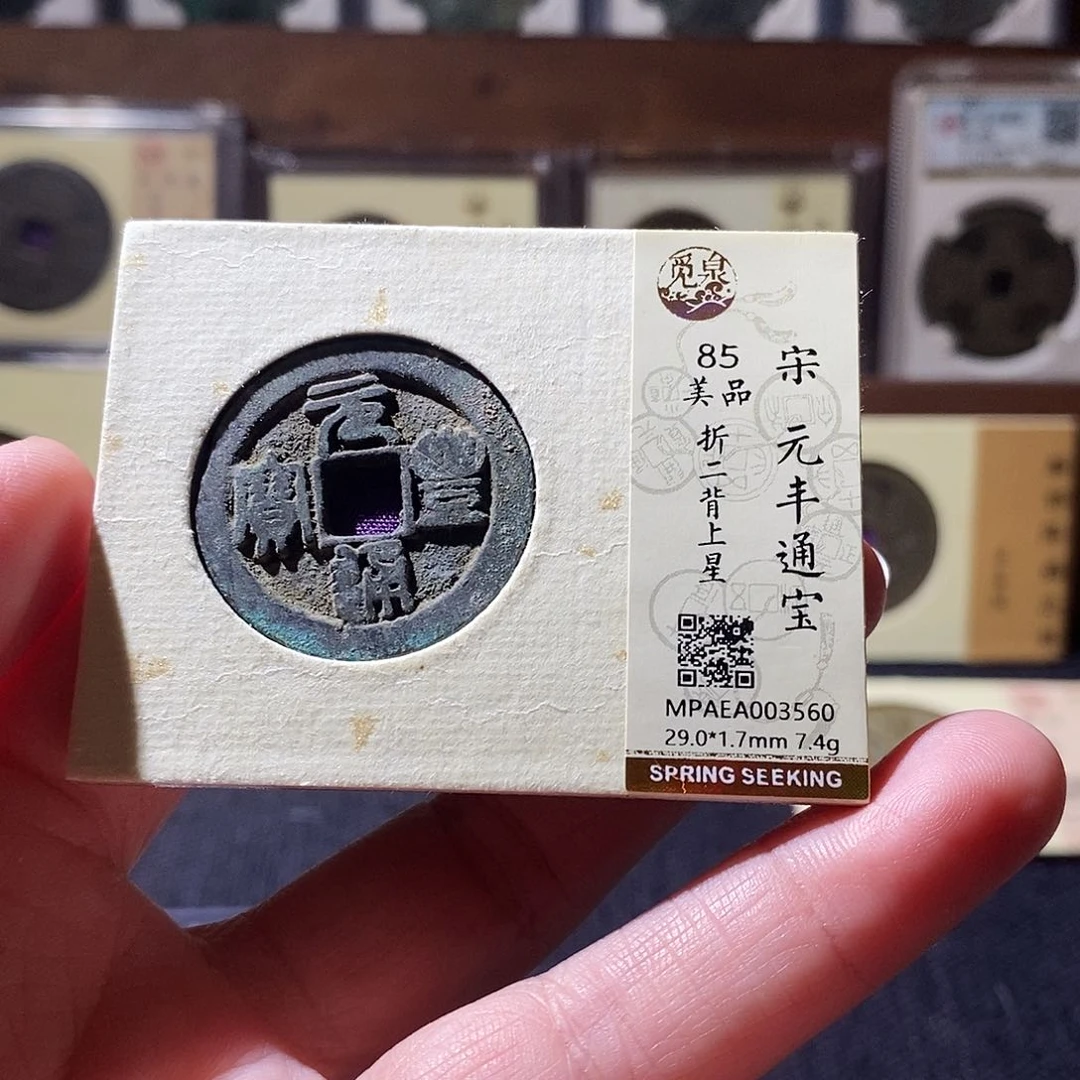 元豐通寶
觅泉
宋 元丰通宝
85
美品
折二背上星
MPAEA003560
29.0*1.7mm 7.4g
SPRING SEEKING